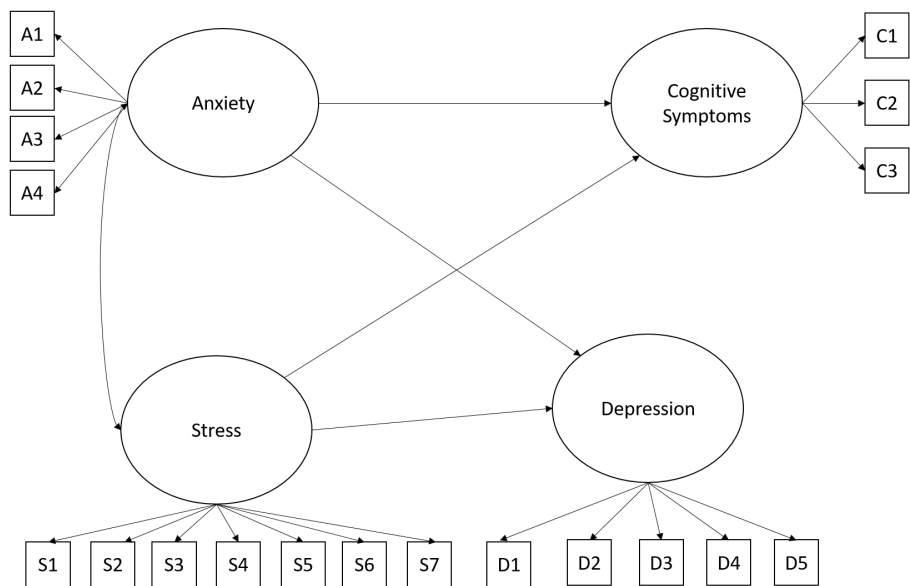 A1
A2
A3
A4
Anxiety
Cognitive
Symptoms
C1
C2
C3
Stress
Depression
S1
S2
S3
S4
S5
S6
S7
D1
D2
D3
D4
D5